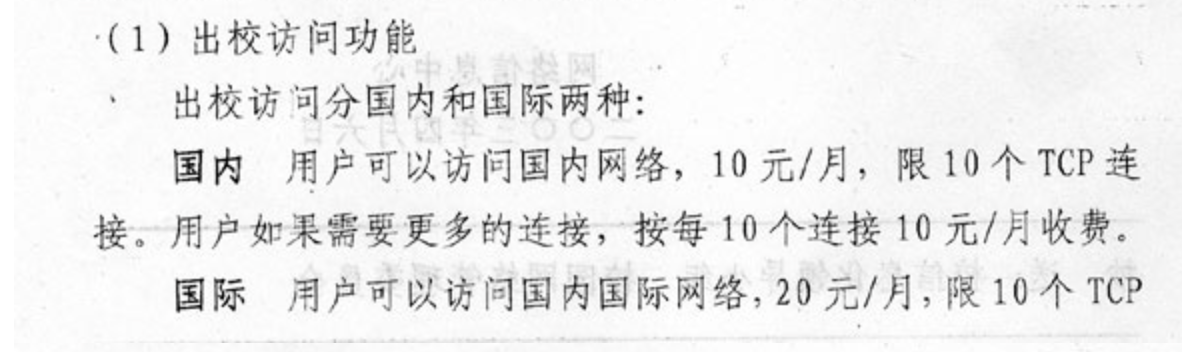 (1) 出校访问功能
出校访问分国内和国际两种:
国内 用户可以访问国内网络, 10 元/月, 限 10 个 TCP 连
接。用户如果需要更多的连接, 按每 10 个连接 10 元/月收费。
国际 用户可以访问国内国际网络, 20 元/月, 限 10 个 TCP